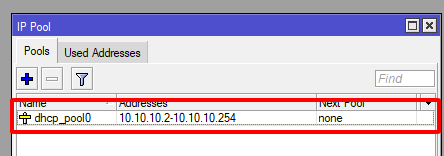 IP Pool
Pools Used Addresses
Find
Name Addresses Next Pool
dhcp_pool0 10.10.10.2-10.10.10.254 none